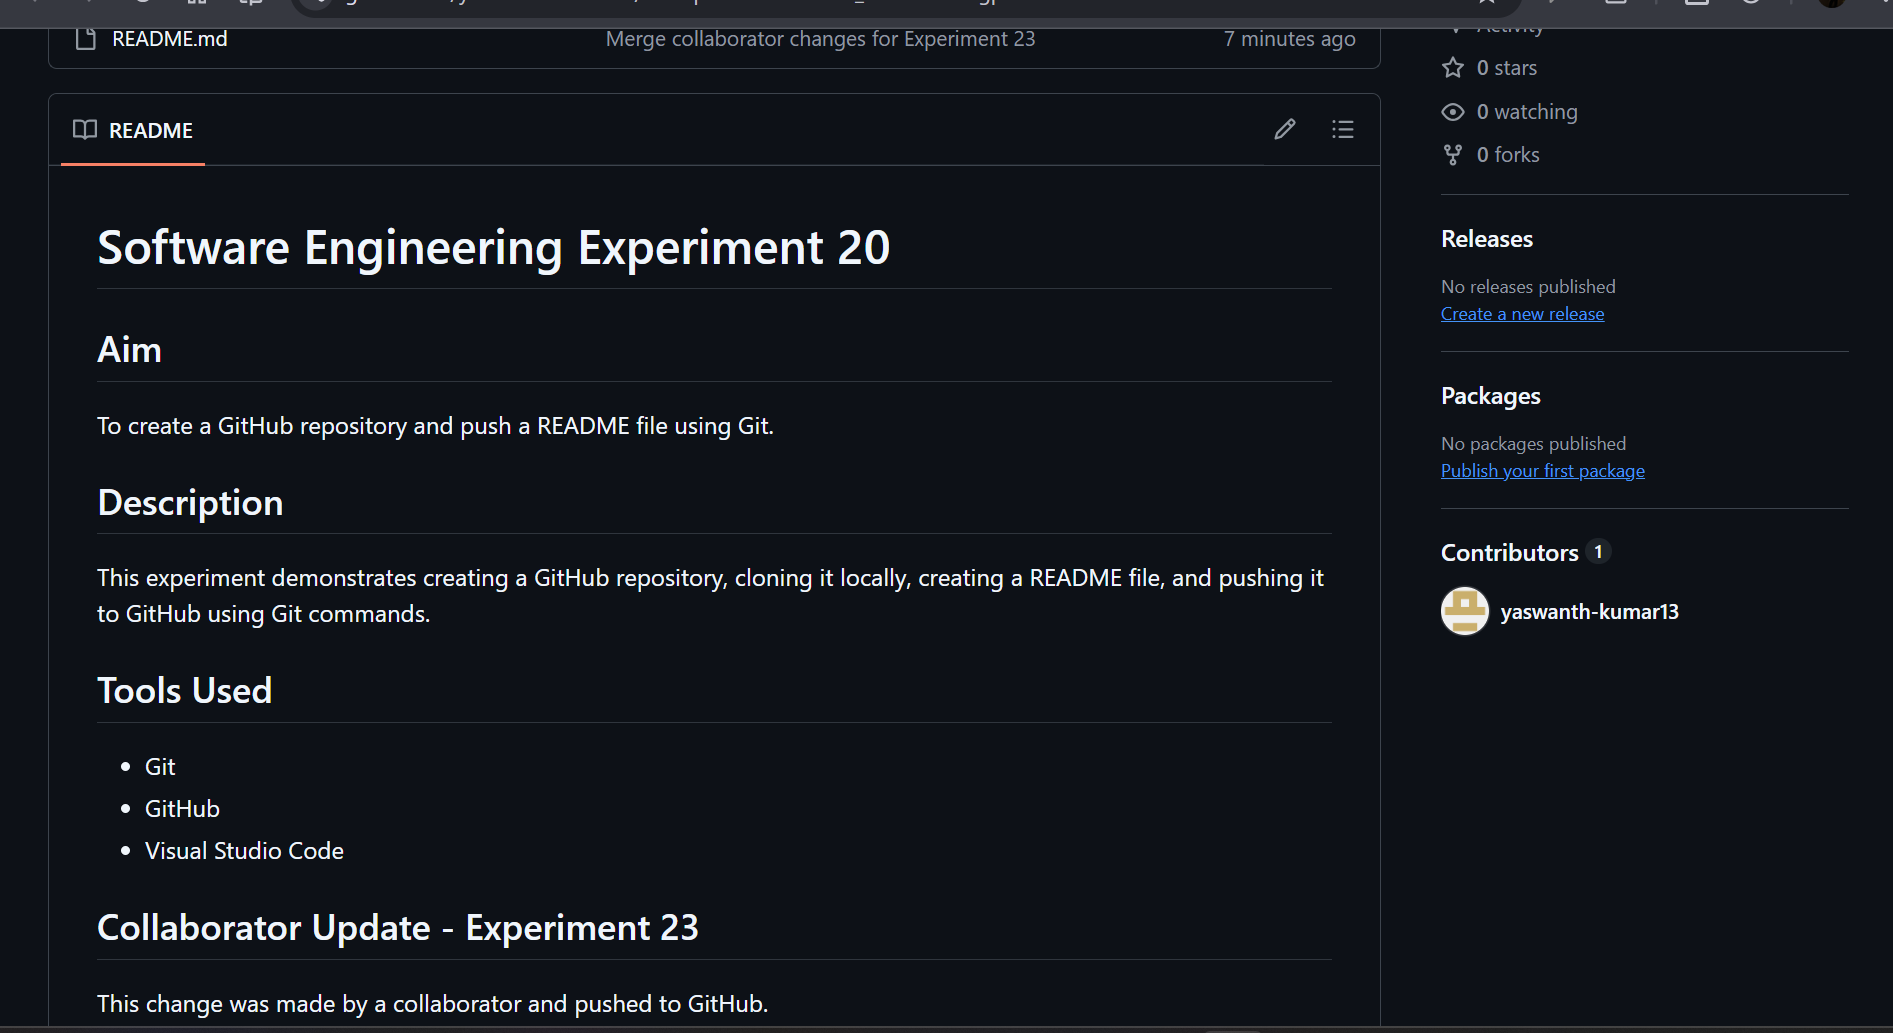 README.md Merge collaborator changes for Experiment 23 7 minutes ago
README
Software Engineering Experiment 20
Aim
To create a GitHub repository and push a README file using Git.
Description
This experiment demonstrates creating a GitHub repository, cloning it locally, creating a README file, and pushing it
to GitHub using Git commands.
Tools Used
Git
GitHub
Visual Studio Code
Collaborator Update - Experiment 23
This change was made by a collaborator and pushed to GitHub.
Activity
0 stars
0 watching
0 forks
Releases
No releases published
Create a new release
Packages
No packages published
Publish your first package
Contributors 1
yaswanth-kumar13